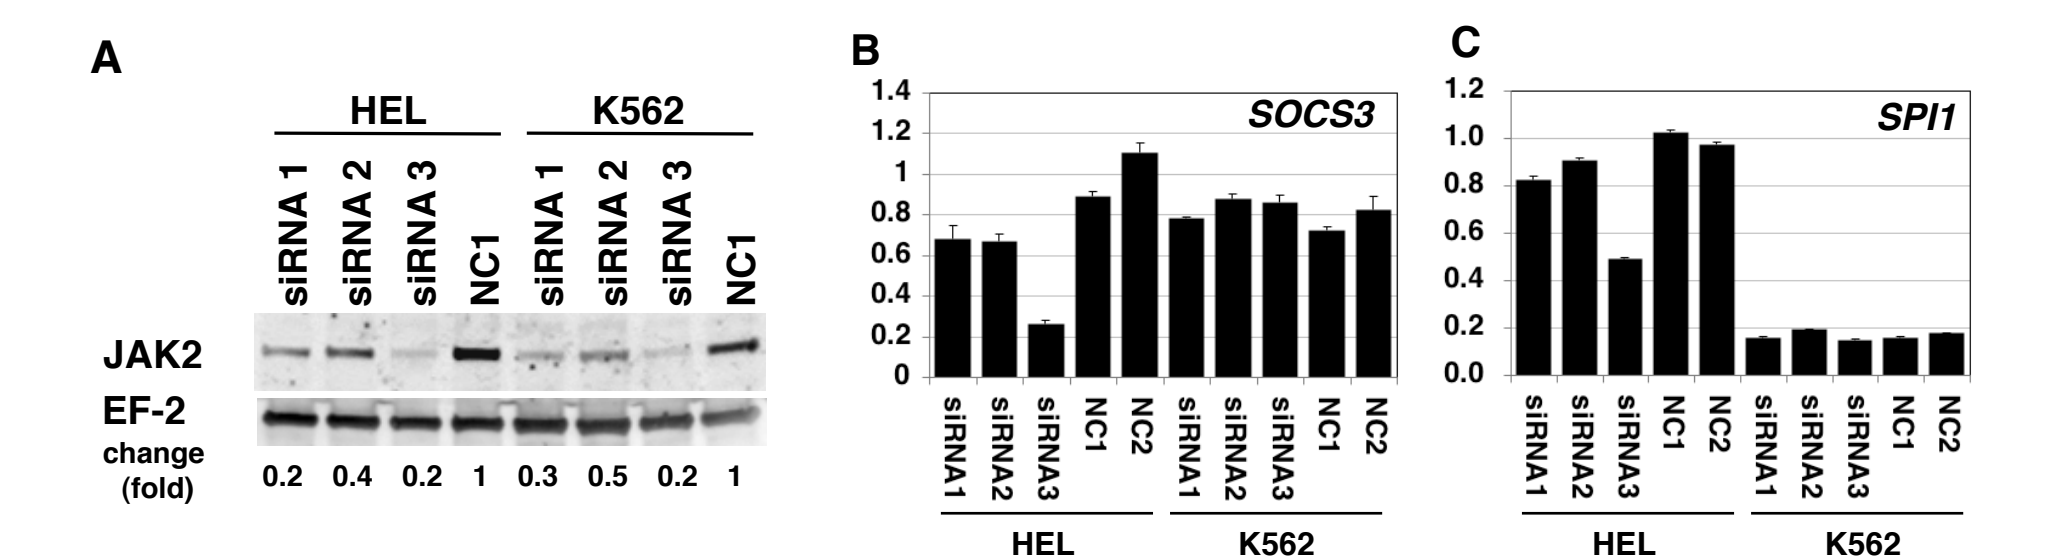 A
HEL K562
siRNA 1 siRNA 2 siRNA 3 NC1 siRNA 1 siRNA 2 siRNA 3 NC1
JAK2
EF-2
change
(fold)
0.2 0.4 0.2 1 0.3 0.5 0.2 1
B
SOCS3
1.4
1.2
1
0.8
0.6
0.4
0.2
0
siRNA1 siRNA2 siRNA3 NC1 NC2 siRNA1 siRNA2 siRNA3 NC1 NC2
HEL K562
C
SPI1
1.2
1.0
0.8
0.6
0.4
0.2
0.0
siRNA1 siRNA2 siRNA3 NC1 NC2 siRNA1 siRNA2 siRNA3 NC1 NC2
HEL K562